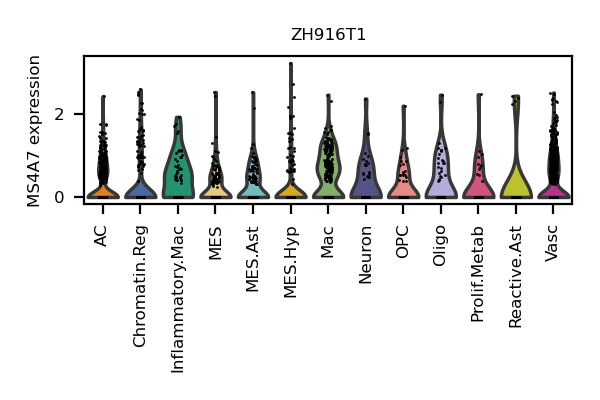 ZH916T1
MS4A7 expression
2
0
AC
Chromatin.Reg
Inflammatory.Mac
MES
MES.Ast
MES.Hyp
Mac
Neuron
OPC
Oligo
Prolif.Metab
Reactive.Ast
Vasc